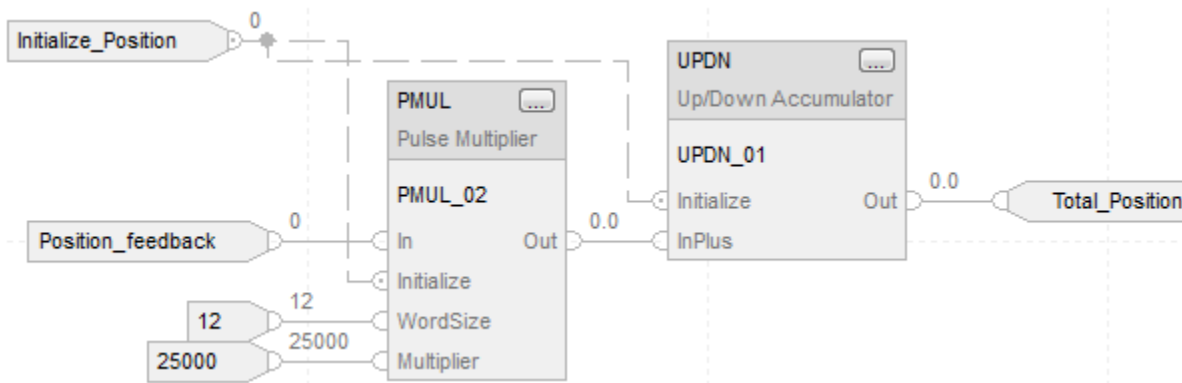 Initialize_Position
0
UPDN
...
Up/Down Accumulator
PMUL
...
Pulse Multiplier
UPDN_01
PMUL_02
Initialize
Out
0.0
Total_Position
Position_feedback
0
In
Out
0.0
InPlus
Initialize
12
12
WordSize
25000
25000
Multiplier